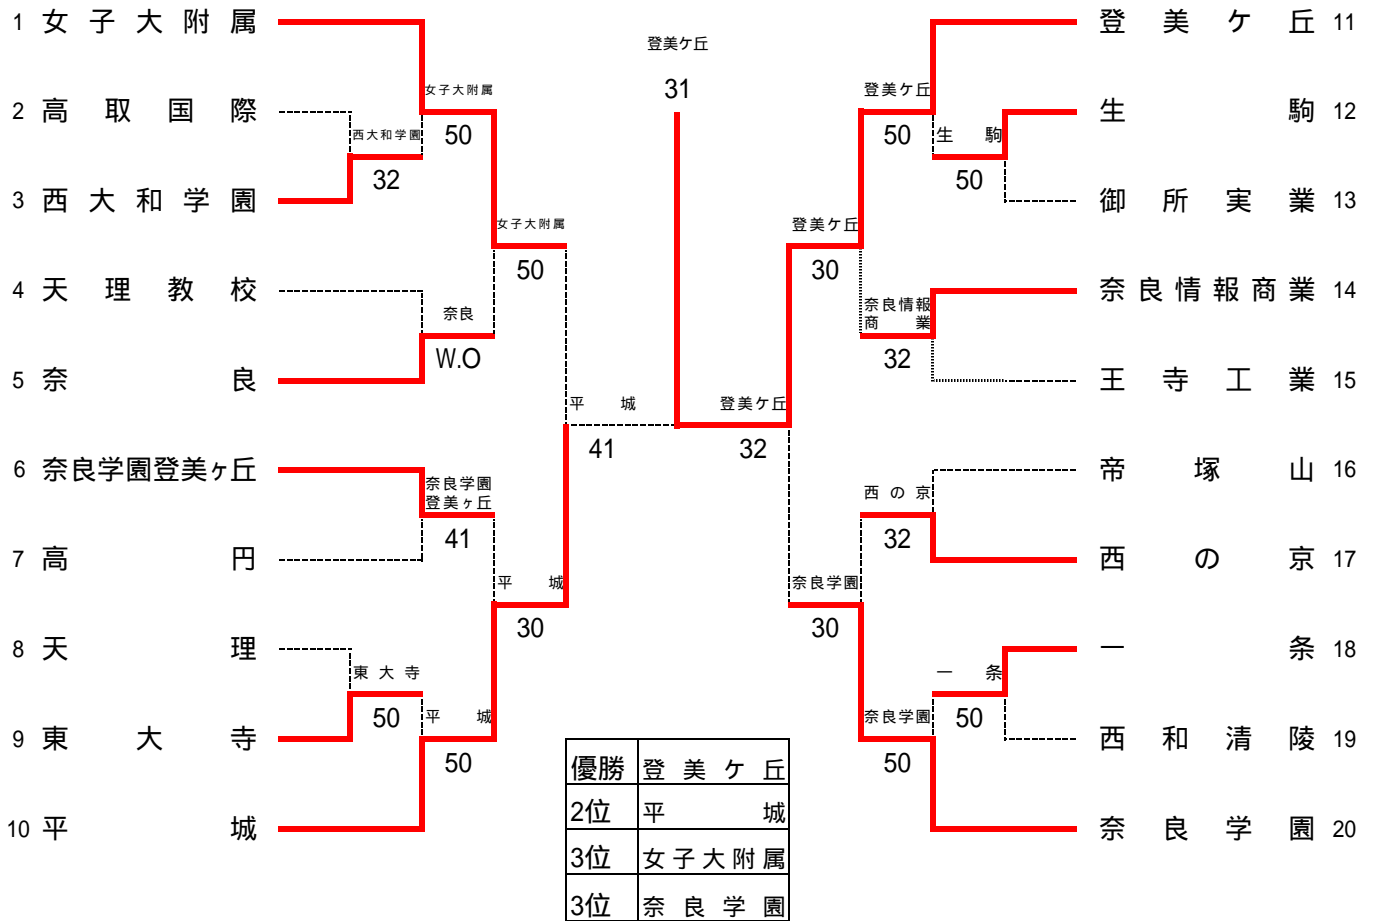 1 女子大附属
2 高取国際
3 西大和学園
4 天理教校
5 奈良
6 奈良学園登美ヶ丘
7 高円
8 天理
9 東大寺
10 平城
西大和学園
32
女子大附属
50
奈良
W.O
女子大附属
50
奈良学園
登美ヶ丘
41
東大寺
50
平城
50
平城
30
平城
41
登美ケ丘
31
登美ケ丘
32
登美ケ丘
30
登美ケ丘
50
生駒
50
奈良情報
商業
32
西の京
32
奈良学園
30
一条
50
奈良学園
50
登美ケ丘 11
生駒 12
御所実業 13
奈良情報商業 14
王寺工業 15
帝塚山 16
西の京 17
一条 18
西和清陵 19
奈良学園 20
優勝 登美ケ丘
2位 平城
3位 女子大附属
3位 奈良学園